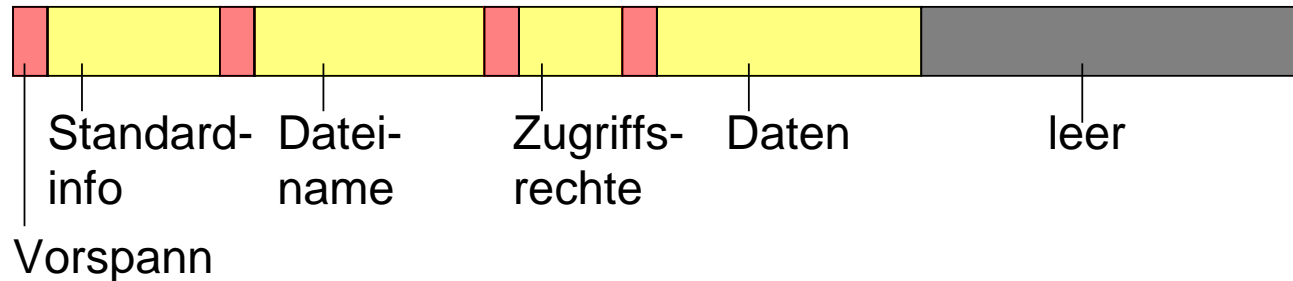 Standard- Datei- Zugriffs- Daten leer
info name rechte
Vorspann